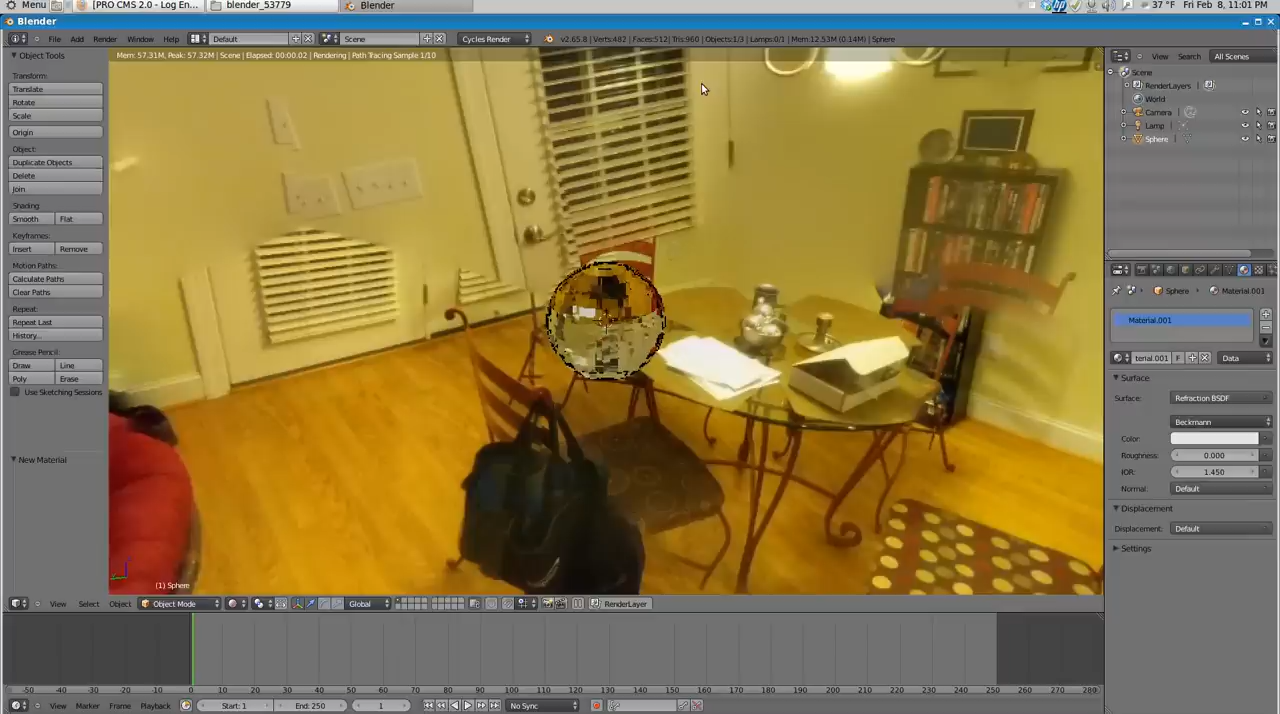 Menu [PRO CMS 2.0 - Log En... blender_53779 Blender 37 °F Fri Feb 8, 11:01 PM
Blender
File Add Render Window Help Default Scene Cycles Render v2.65.8 | Verts:482 | Faces:512 | Tris:960 | Objects:1/3 | Lamps:0/1 | Mem:12.53M (0.14M) | Sphere
Object Tools
Mem: 57.31M, Peak: 57.32M | Scene | Elapsed: 00:00.02 | Rendering | Path Tracing Sample 1/10
View Search All Scenes
Transform:
Translate
Rotate
Scale
Origin
Object:
Duplicate Objects
Delete
Join
Shading:
Smooth Flat
Keyframes:
Insert Remove
Motion Paths:
Calculate Paths
Clear Paths
Repeat:
Repeat Last
History...
Grease Pencil:
Draw Line
Poly Erase
Use Sketching Sessions
New Material
Scene
RenderLayers
World
Camera
Lamp
Sphere
Sphere Material.001
Material.001
terial.001 F Data
Surface
Surface: Refraction BSDF
Beckmann
Color:
Roughness: 0.000
IOR: 1.450
Normal: Default
Displacement
Displacement: Default
Settings
(1) Sphere
View Select Object Object Mode Global RenderLayer
-50 -40 -30 -20 -10 0 10 20 30 40 50 60 70 80 90 100 110 120 130 140 150 160 170 180 190 200 210 220 230 240 250 260 270 280
View Marker Frame Playback Start: 1 End: 250 1 No Sync